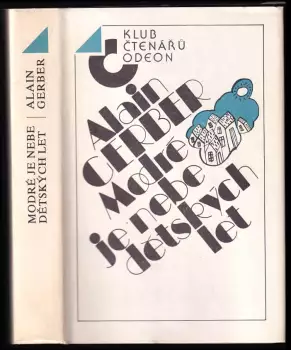 MODRÉ JE NEBE
DĚTSKÝCH LET
ALAIN
GERBER
KLUB
ČTENÁŘŮ
ODEON
Alain
GERBER
Modré
je nebe
dětských
let